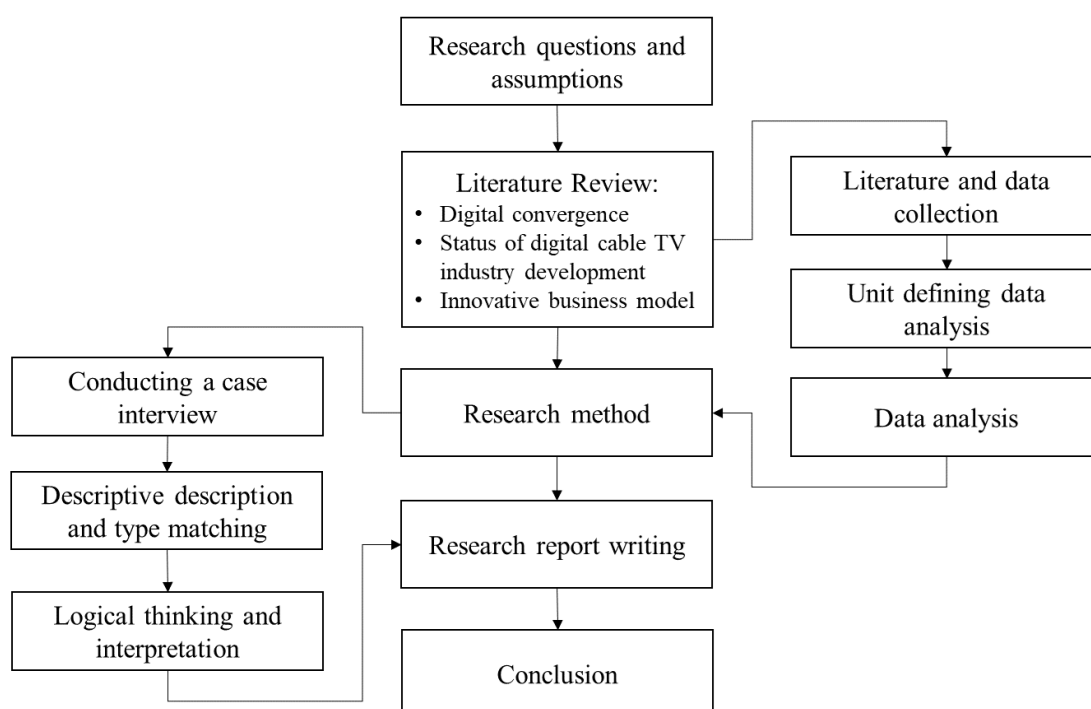 Research questions and
assumptions
Literature Review:
• Digital convergence
• Status of digital cable TV
industry development
• Innovative business model
Literature and data
collection
Unit defining data
analysis
Data analysis
Research method
Conducting a case
interview
Descriptive description
and type matching
Logical thinking and
interpretation
Research report writing
Conclusion